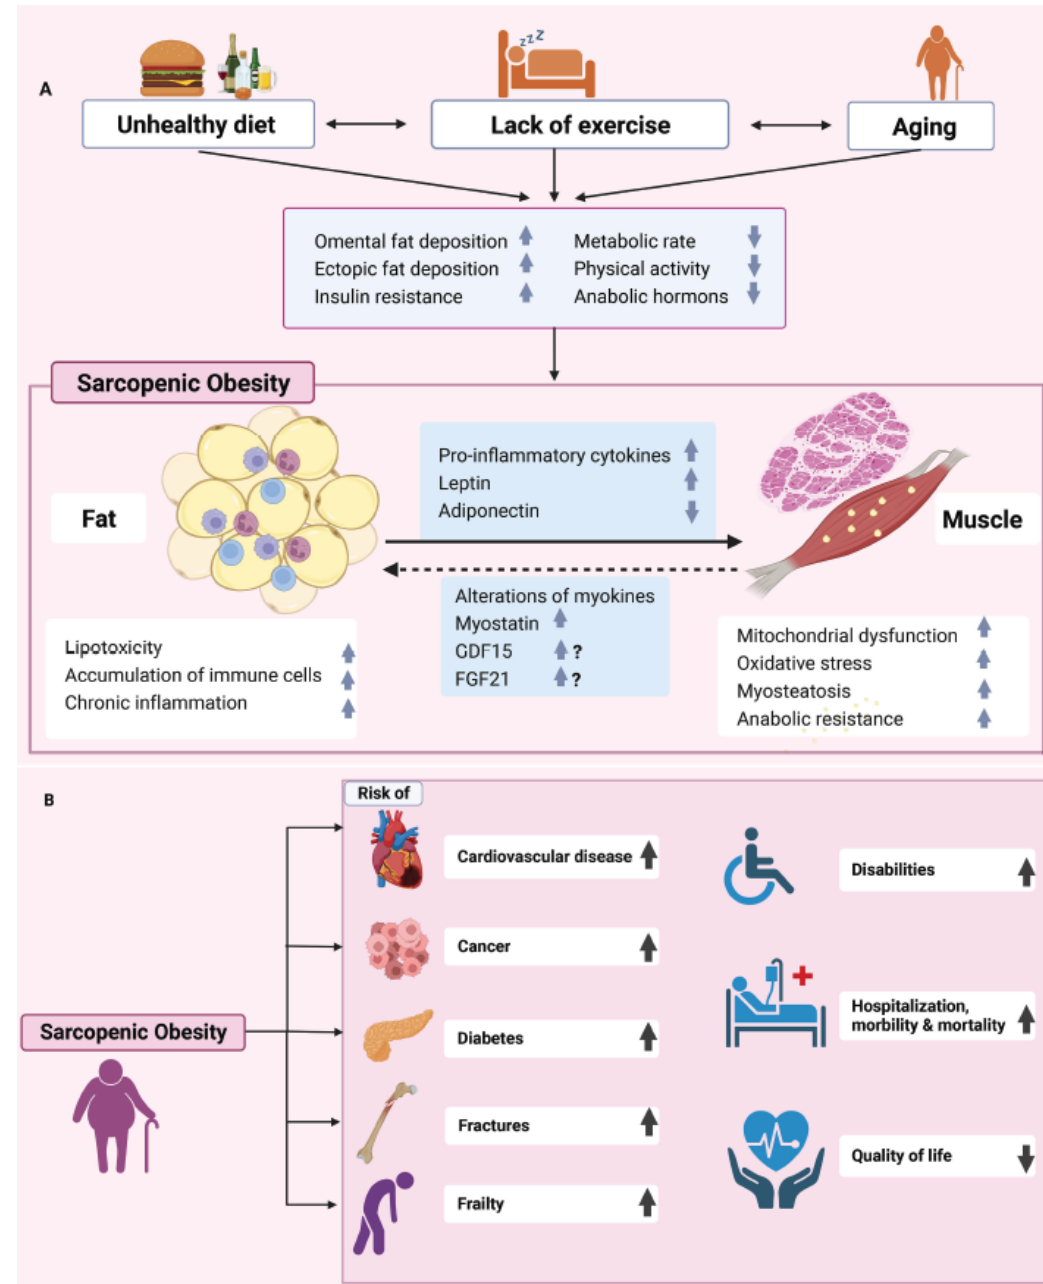 A
zzz
Unhealthy diet
Lack of exercise
Aging
Omental fat deposition
Ectopic fat deposition
Insulin resistance
Metabolic rate
Physical activity
Anabolic hormons
Sarcopenic Obesity
Fat
Pro-inflammatory cytokines
Leptin
Adiponectin
Muscle
Alterations of myokines
Myostatin
GDF15 ?
FGF21 ?
Lipotoxicity
Accumulation of immune cells
Chronic inflammation
Mitochondrial dysfunction
Oxidative stress
Myosteatosis
Anabolic resistance
B
Sarcopenic Obesity
Risk of
Cardiovascular disease
Cancer
Diabetes
Fractures
Frailty
Disabilities
Hospitalization,
morbility & mortality
Quality of life